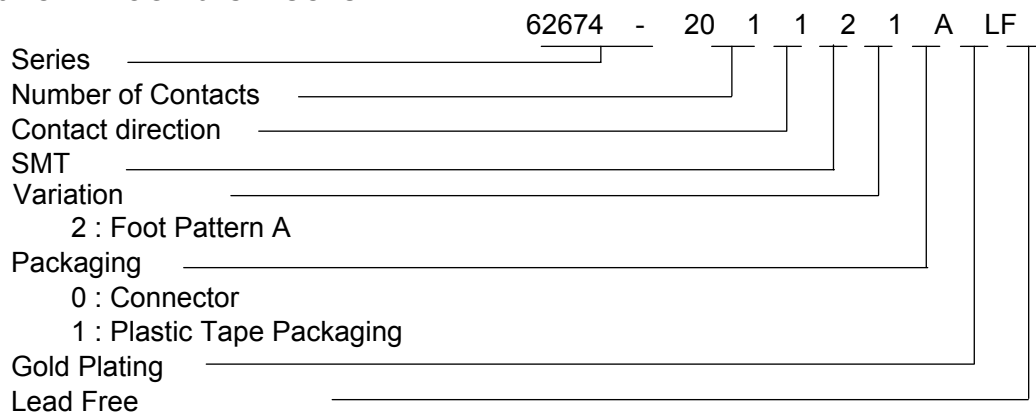 62674 - 20 1 1 2 1 A LF
Series
Number of Contacts
Contact direction
SMT
Variation
2 : Foot Pattern A
Packaging
0 : Connector
1 : Plastic Tape Packaging
Gold Plating
Lead Free